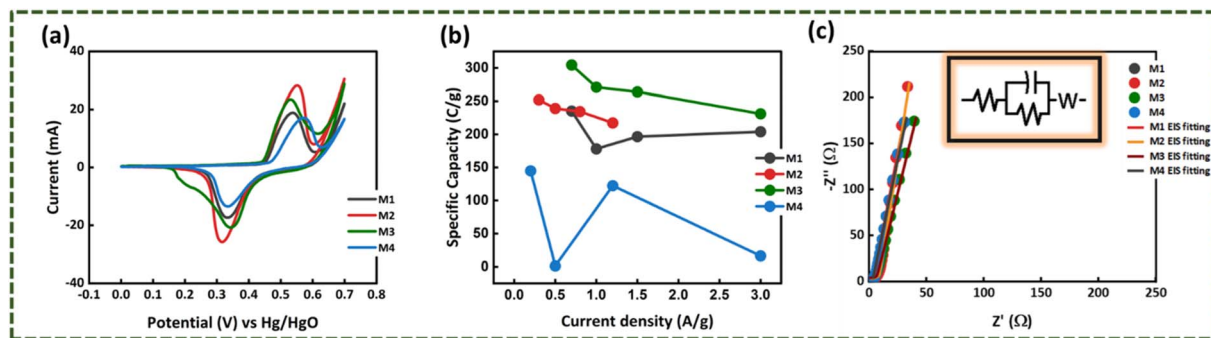 (a)
40
20
0
-20
-40
-0.1 0.0 0.1 0.2 0.3 0.4 0.5 0.6 0.7 0.8
Current (mA)
Potential (V) vs Hg/HgO
M1
M2
M3
M4
(b)
300
250
200
150
100
50
0
0.0 0.5 1.0 1.5 2.0 2.5 3.0
Specific Capacity (C/g)
Current density (A/g)
M1
M2
M3
M4
(c)
250
200
150
100
50
0
0 50 100 150 200 250
-Z'' (Ω)
Z' (Ω)
W
M1
M2
M3
M4
M1 EIS fitting
M2 EIS fitting
M3 EIS fitting
M4 EIS fitting